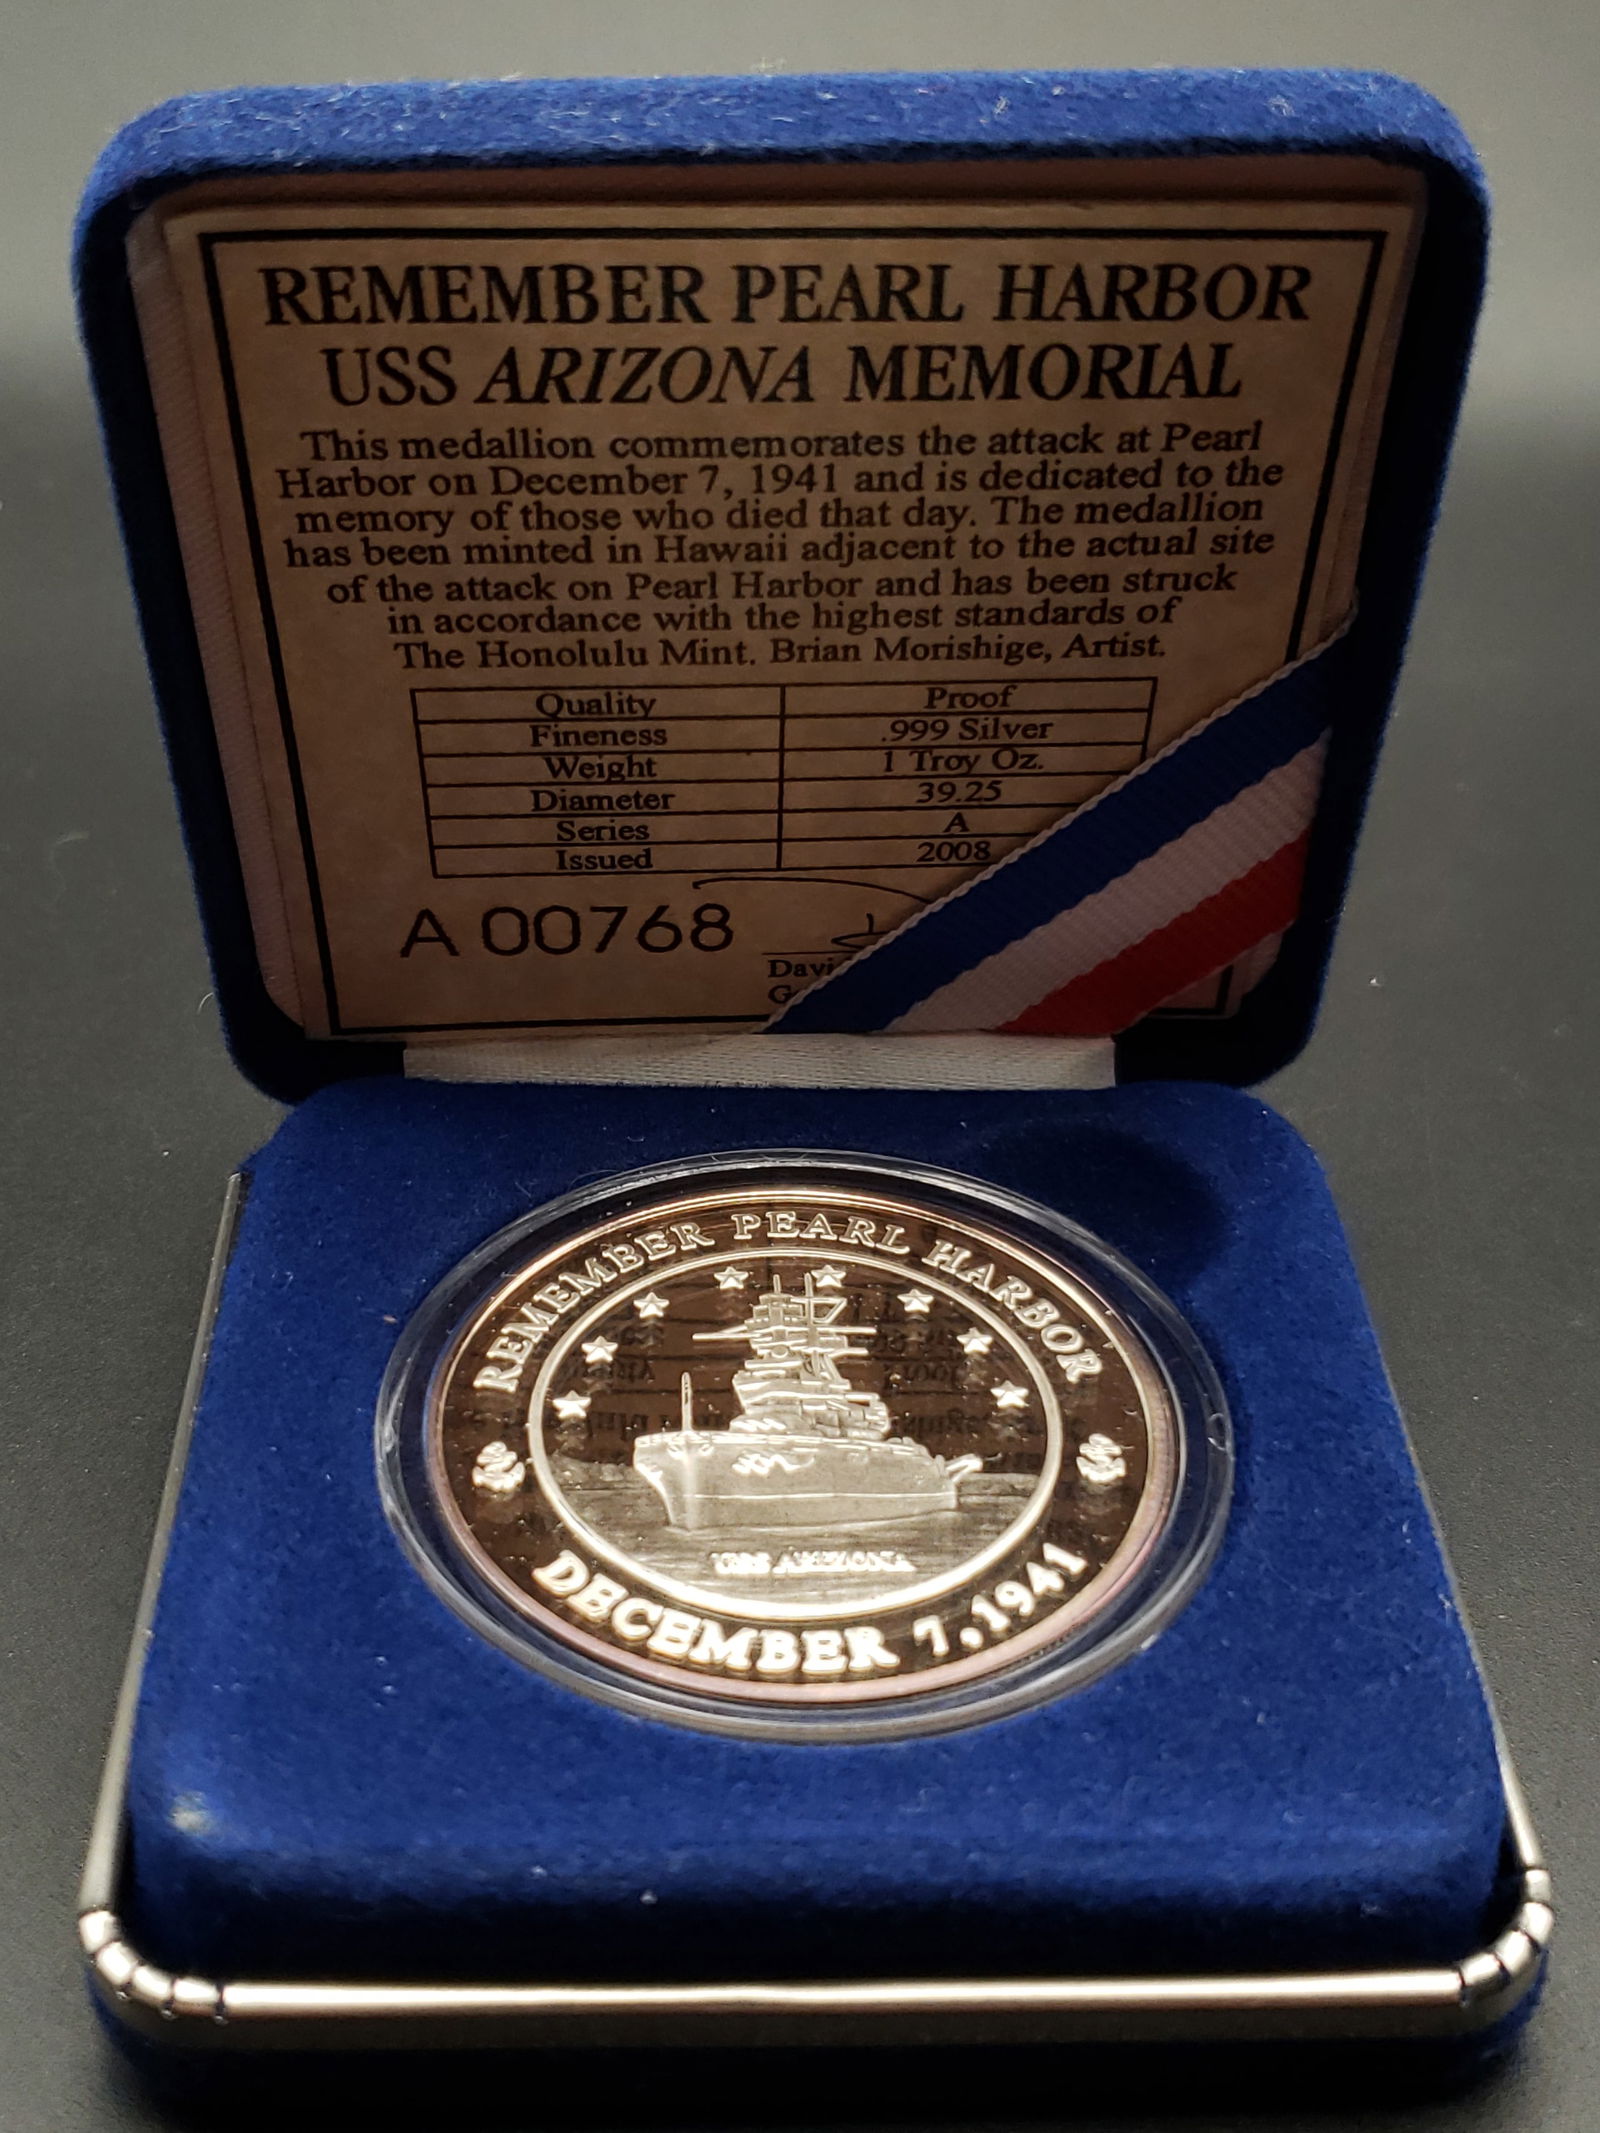 REMEMBER PEARL HARBOR
USS ARIZONA MEMORIAL
This medallion commemorates the attack at Pearl
Harbor on December 7, 1941 and is dedicated to the
memory of those who died that day. The medallion
has been minted in Hawaii adjacent to the actual site
of the attack on Pearl Harbor and has been struck
in accordance with the highest standards of
The Honolulu Mint. Brian Morishige, Artist.
Quality Proof
Fineness .999 Silver
Weight 1 Troy Oz.
Diameter 39.25
Series A
Issued 2008
A 00768
REMEMBER PEARL HARBOR
USS ARIZONA
DECEMBER 7, 1941